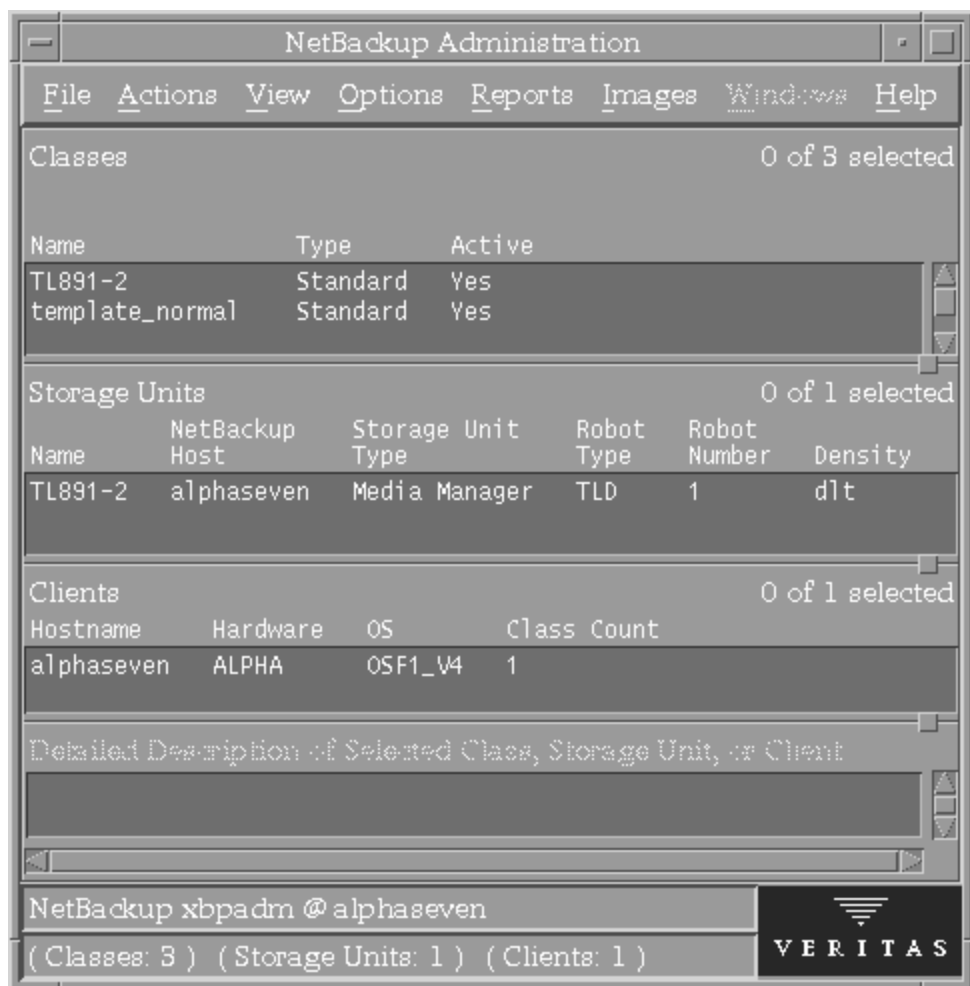 NetBackup Administration
File Actions View Options Reports Images Windows Help
Classes 0 of 3 selected
Name Type Active
TL891-2 Standard Yes
template_normal Standard Yes
Storage Units 0 of 1 selected
NetBackup Storage Unit Robot Robot
Name Host Type Type Number Density
TL891-2 alphaseven Media Manager TLD 1 dlt
Clients 0 of 1 selected
Hostname Hardware OS Class Count
alphaseven ALPHA OSF1_V4 1
Detailed Description of Selected Class, Storage Unit, or Client
NetBackup xbpadm @ alphaseven
( Classes: 3 ) ( Storage Units: 1 ) ( Clients: 1 )
VERITAS